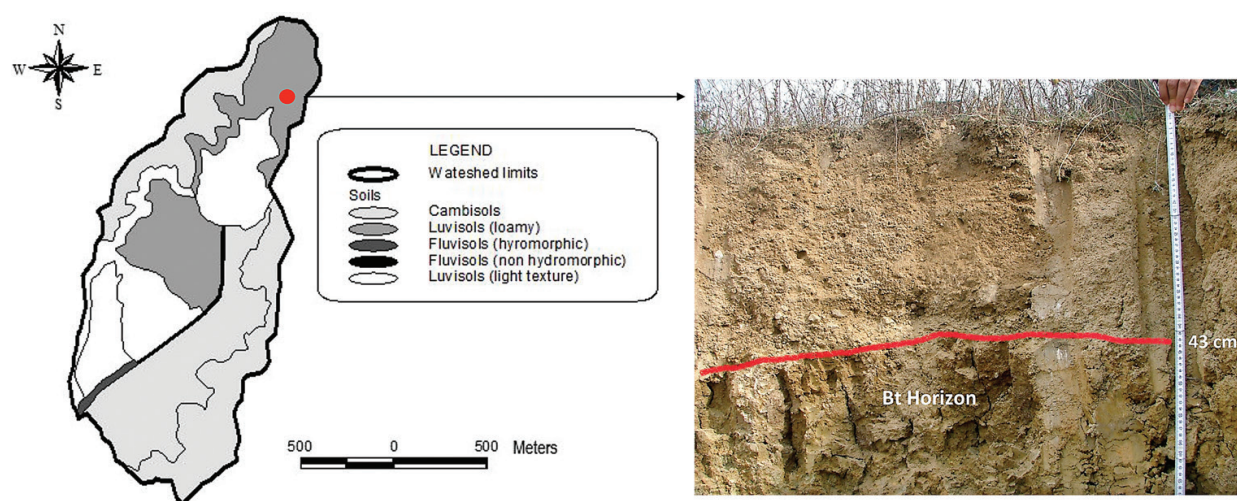 N
W E
S
LEGEND
Wateshed limits
Soils
Cambisols
Luvisols (loamy)
Fluvisols (hyromorphic)
Fluvisols (non hydromorphic)
Luvisols (light texture)
500 0 500 Meters
43 cm
Bt Horizon